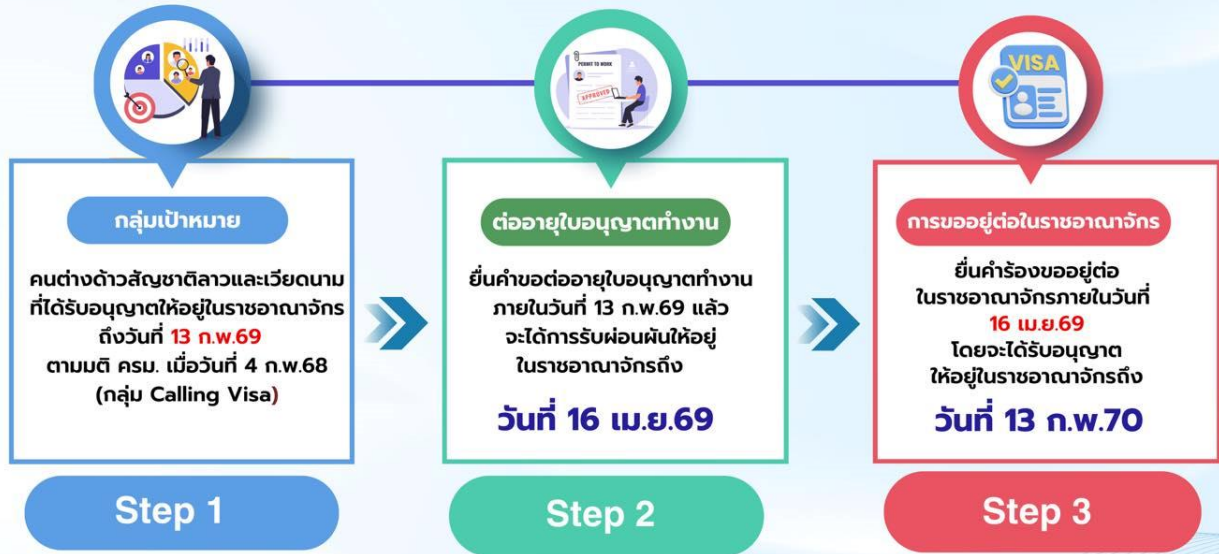 PERMIT TO WORK
APPROVED
VISA
กลุ่มเป้าหมาย
คนต่างด้าวสัญชาติลาวและเวียดนาม
ที่ได้รับอนุญาตให้อยู่ในราชอาณาจักร
ถึงวันที่ 13 ก.พ.69
ตามมติ ครม. เมื่อวันที่ 4 ก.พ.68
(กลุ่ม Calling Visa)
Step 1
ต่ออายุใบอนุญาตทำงาน
ยื่นคำขอต่ออายุใบอนุญาตทำงาน
ภายในวันที่ 13 ก.พ.69 แล้ว
จะได้การรับผ่อนผันให้อยู่
ในราชอาณาจักรถึง
วันที่ 16 เม.ย.69
Step 2
การขออยู่ต่อในราชอาณาจักร
ยื่นคำร้องขออยู่ต่อ
ในราชอาณาจักรภายในวันที่
16 เม.ย.69
โดยจะได้รับอนุญาต
ให้อยู่ในราชอาณาจักรถึง
วันที่ 13 ก.พ.70
Step 3